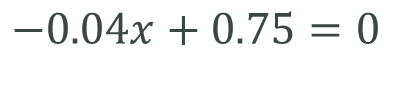 −0.04x + 0.75 = 0